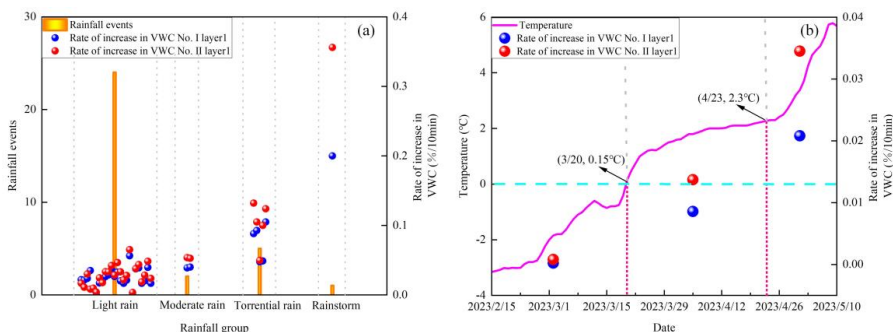 (a)
Rainfall events
Rate of increase in VWC No. I layer1
Rate of increase in VWC No. II layer1
30
20
10
0
Rainfall events
0.4
0.3
0.2
0.1
0.0
Rate of increase in
VWC (%/10min)
Light rain
Moderate rain
Torrential rain
Rainstorm
Rainfall group
(b)
Temperature
Rate of increase in VWC No. I layer1
Rate of increase in VWC No. II layer1
(4/23, 2.3℃)
(3/20, 0.15℃)
6
4
2
0
-2
-4
Temperature (℃)
0.04
0.03
0.02
0.01
0.00
Rate of increase in
VWC (%/10min)
2023/2/15
2023/3/1
2023/3/15
2023/3/29
2023/4/12
2023/4/26
2023/5/10
Date